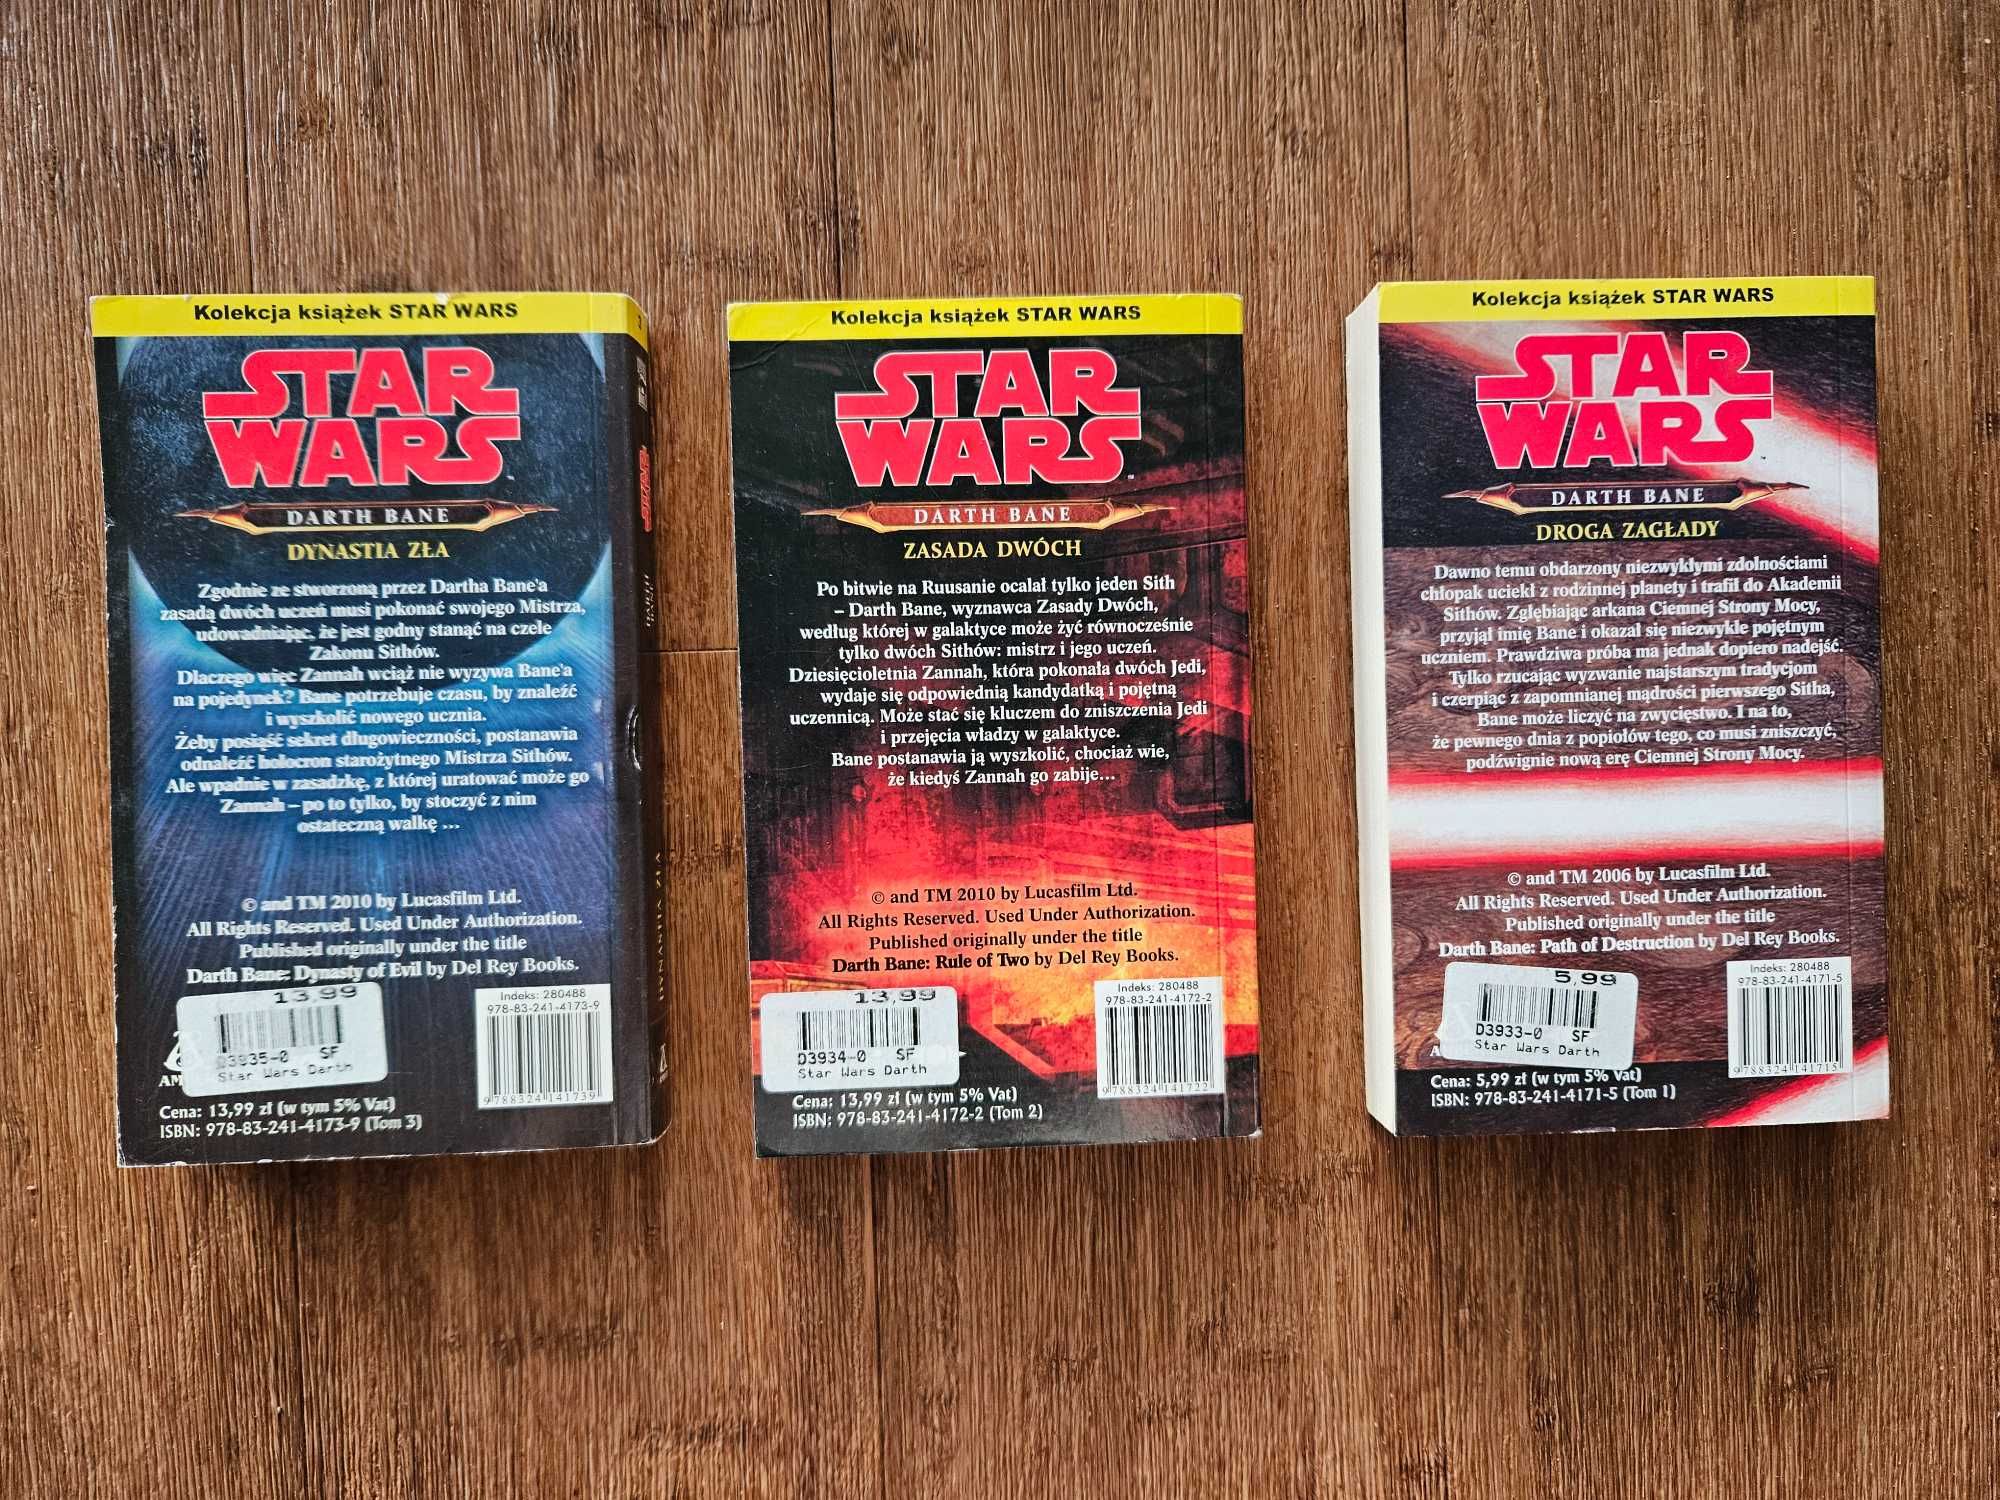 Kolekcja książek STAR WARS
STAR
WARS
DARTH BANE
DYNASTIA ZŁA
Zgodnie ze stworzoną przez Dartha Bane'a
zasadą dwóch uczeń musi pokonać swojego Mistrza,
udowadniając, że jest godny stanąć na czele
Zakonu Sithów.
Dlaczego więc Zannah wciąż nie wyzywa Bane'a
na pojedynek? Bane potrzebuje czasu, by znaleźć
i wyszkolić nowego ucznia.
Żeby posiąść sekret długowieczności, postanawia
odnaleźć holocron starożytnego Mistrza Sithów.
Ale wpadnie w zasadzkę, z której uratować może go
Zannah – po to tylko, by stoczyć z nim
ostateczną walkę ...
© and TM 2010 by Lucasfilm Ltd.
All Rights Reserved. Used Under Authorization.
Published originally under the title
Darth Bane: Dynasty of Evil by Del Rey Books.
13,99
D3935-0 SF
Star Wars Darth
Indeks: 280488
978-83-241-4173-9
9 788324 141739
Cena: 13,99 zł (w tym 5% Vat)
ISBN: 978-83-241-4173-9 (Tom 3)
3
DYNASTIA ZŁA
Kolekcja książek STAR WARS
STAR
WARS
DARTH BANE
ZASADA DWÓCH
Po bitwie na Ruusanie ocalał tylko jeden Sith
– Darth Bane, wyznawca Zasady Dwóch,
według której w galaktyce może żyć równocześnie
tylko dwóch Sithów: mistrz i jego uczeń.
Dziesięcioletnia Zannah, która pokonała dwóch Jedi,
wydaje się odpowiednią kandydatką i pojętną
uczennicą. Może stać się kluczem do zniszczenia Jedi
i przejęcia władzy w galaktyce.
Bane postanawia ją wyszkolić, chociaż wie,
że kiedyś Zannah go zabije...
© and TM 2010 by Lucasfilm Ltd.
All Rights Reserved. Used Under Authorization.
Published originally under the title
Darth Bane: Rule of Two by Del Rey Books.
13,99
D3934-0 SF
Star Wars Darth
Indeks: 280488
978-83-241-4172-2
9 788324 141722
Cena: 13,99 zł (w tym 5% Vat)
ISBN: 978-83-241-4172-2 (Tom 2)
Kolekcja książek STAR WARS
STAR
WARS
DARTH BANE
DROGA ZAGŁADY
Dawno temu obdarzony niezwykłymi zdolnościami
chłopak uciekł z rodzinnej planety i trafił do Akademii
Sithów. Zgłębiając arkana Ciemnej Strony Mocy,
przyjął imię Bane i okazał się niezwykle pojętnym
uczniem. Prawdziwa próba ma jednak dopiero nadejść.
Tylko rzucając wyzwanie najstarszym tradycjom
i czerpiąc z zapomnianej mądrości pierwszego Sitha,
Bane może liczyć na zwycięstwo. I na to,
że pewnego dnia z popiołów tego, co musi zniszczyć,
podźwignie nową erę Ciemnej Strony Mocy.
© and TM 2006 by Lucasfilm Ltd.
All Rights Reserved. Used Under Authorization.
Published originally under the title
Darth Bane: Path of Destruction by Del Rey Books.
5,99
D3933-0 SF
Star Wars Darth
Indeks: 280488
978-83-241-4171-5
9 788324 141715
Cena: 5,99 zł (w tym 5% Vat)
ISBN: 978-83-241-4171-5 (Tom 1)